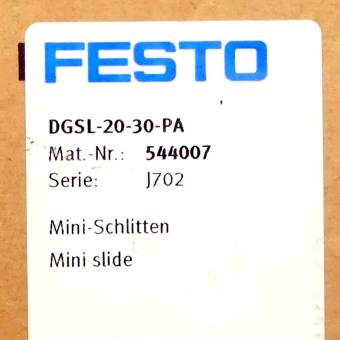 FESTO
DGSL-20-30-PA
Mat.-Nr.: 544007
Serie: J702
Mini-Schlitten
Mini slide